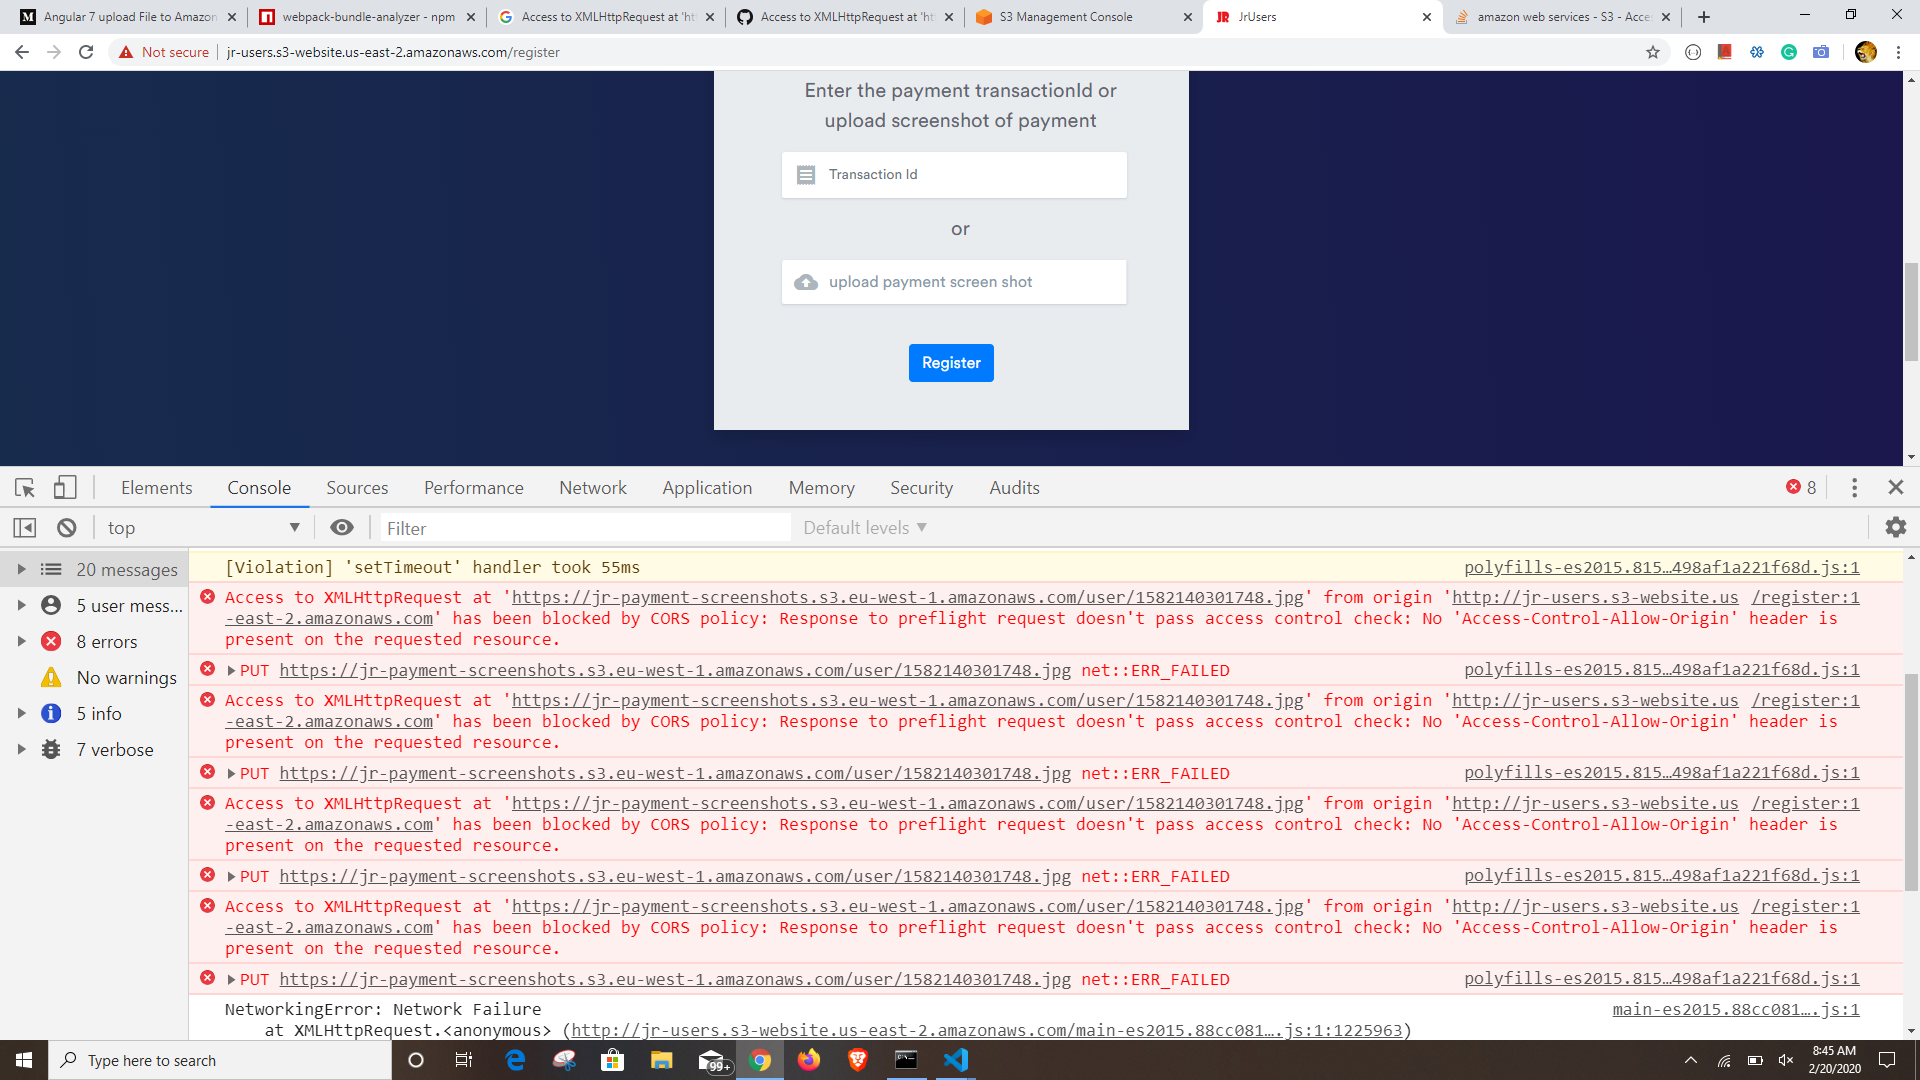 Angular 7 upload File to Amazon
webpack-bundle-analyzer - npm
Access to XMLHttpRequest at 'ht
Access to XMLHttpRequest at 'ht
S3 Management Console
JrUsers
amazon web services - S3 - Acce
Not secure
jr-users.s3-website.us-east-2.amazonaws.com/register
Enter the payment transactionId or
upload screenshot of payment
Transaction Id
or
upload payment screen shot
Register
Elements
Console
Sources
Performance
Network
Application
Memory
Security
Audits
8
top
Filter
Default levels
20 messages
5 user mess...
8 errors
No warnings
5 info
7 verbose
[Violation] 'setTimeout' handler took 55ms
polyfills-es2015.815…498af1a221f68d.js:1
Access to XMLHttpRequest at 'https://jr-payment-screenshots.s3.eu-west-1.amazonaws.com/user/1582140301748.jpg' from origin 'http://jr-users.s3-website.us /register:1
-east-2.amazonaws.com' has been blocked by CORS policy: Response to preflight request doesn't pass access control check: No 'Access-Control-Allow-Origin' header is
present on the requested resource.
PUT https://jr-payment-screenshots.s3.eu-west-1.amazonaws.com/user/1582140301748.jpg net::ERR_FAILED
polyfills-es2015.815…498af1a221f68d.js:1
Access to XMLHttpRequest at 'https://jr-payment-screenshots.s3.eu-west-1.amazonaws.com/user/1582140301748.jpg' from origin 'http://jr-users.s3-website.us /register:1
-east-2.amazonaws.com' has been blocked by CORS policy: Response to preflight request doesn't pass access control check: No 'Access-Control-Allow-Origin' header is
present on the requested resource.
PUT https://jr-payment-screenshots.s3.eu-west-1.amazonaws.com/user/1582140301748.jpg net::ERR_FAILED
polyfills-es2015.815…498af1a221f68d.js:1
Access to XMLHttpRequest at 'https://jr-payment-screenshots.s3.eu-west-1.amazonaws.com/user/1582140301748.jpg' from origin 'http://jr-users.s3-website.us /register:1
-east-2.amazonaws.com' has been blocked by CORS policy: Response to preflight request doesn't pass access control check: No 'Access-Control-Allow-Origin' header is
present on the requested resource.
PUT https://jr-payment-screenshots.s3.eu-west-1.amazonaws.com/user/1582140301748.jpg net::ERR_FAILED
polyfills-es2015.815…498af1a221f68d.js:1
Access to XMLHttpRequest at 'https://jr-payment-screenshots.s3.eu-west-1.amazonaws.com/user/1582140301748.jpg' from origin 'http://jr-users.s3-website.us /register:1
-east-2.amazonaws.com' has been blocked by CORS policy: Response to preflight request doesn't pass access control check: No 'Access-Control-Allow-Origin' header is
present on the requested resource.
PUT https://jr-payment-screenshots.s3.eu-west-1.amazonaws.com/user/1582140301748.jpg net::ERR_FAILED
polyfills-es2015.815…498af1a221f68d.js:1
NetworkingError: Network Failure
main-es2015.88cc081….js:1
at XMLHttpRequest.<anonymous> (http://jr-users.s3-website.us-east-2.amazonaws.com/main-es2015.88cc081….js:1:1225963)
Type here to search
99+
8:45 AM
2/20/2020